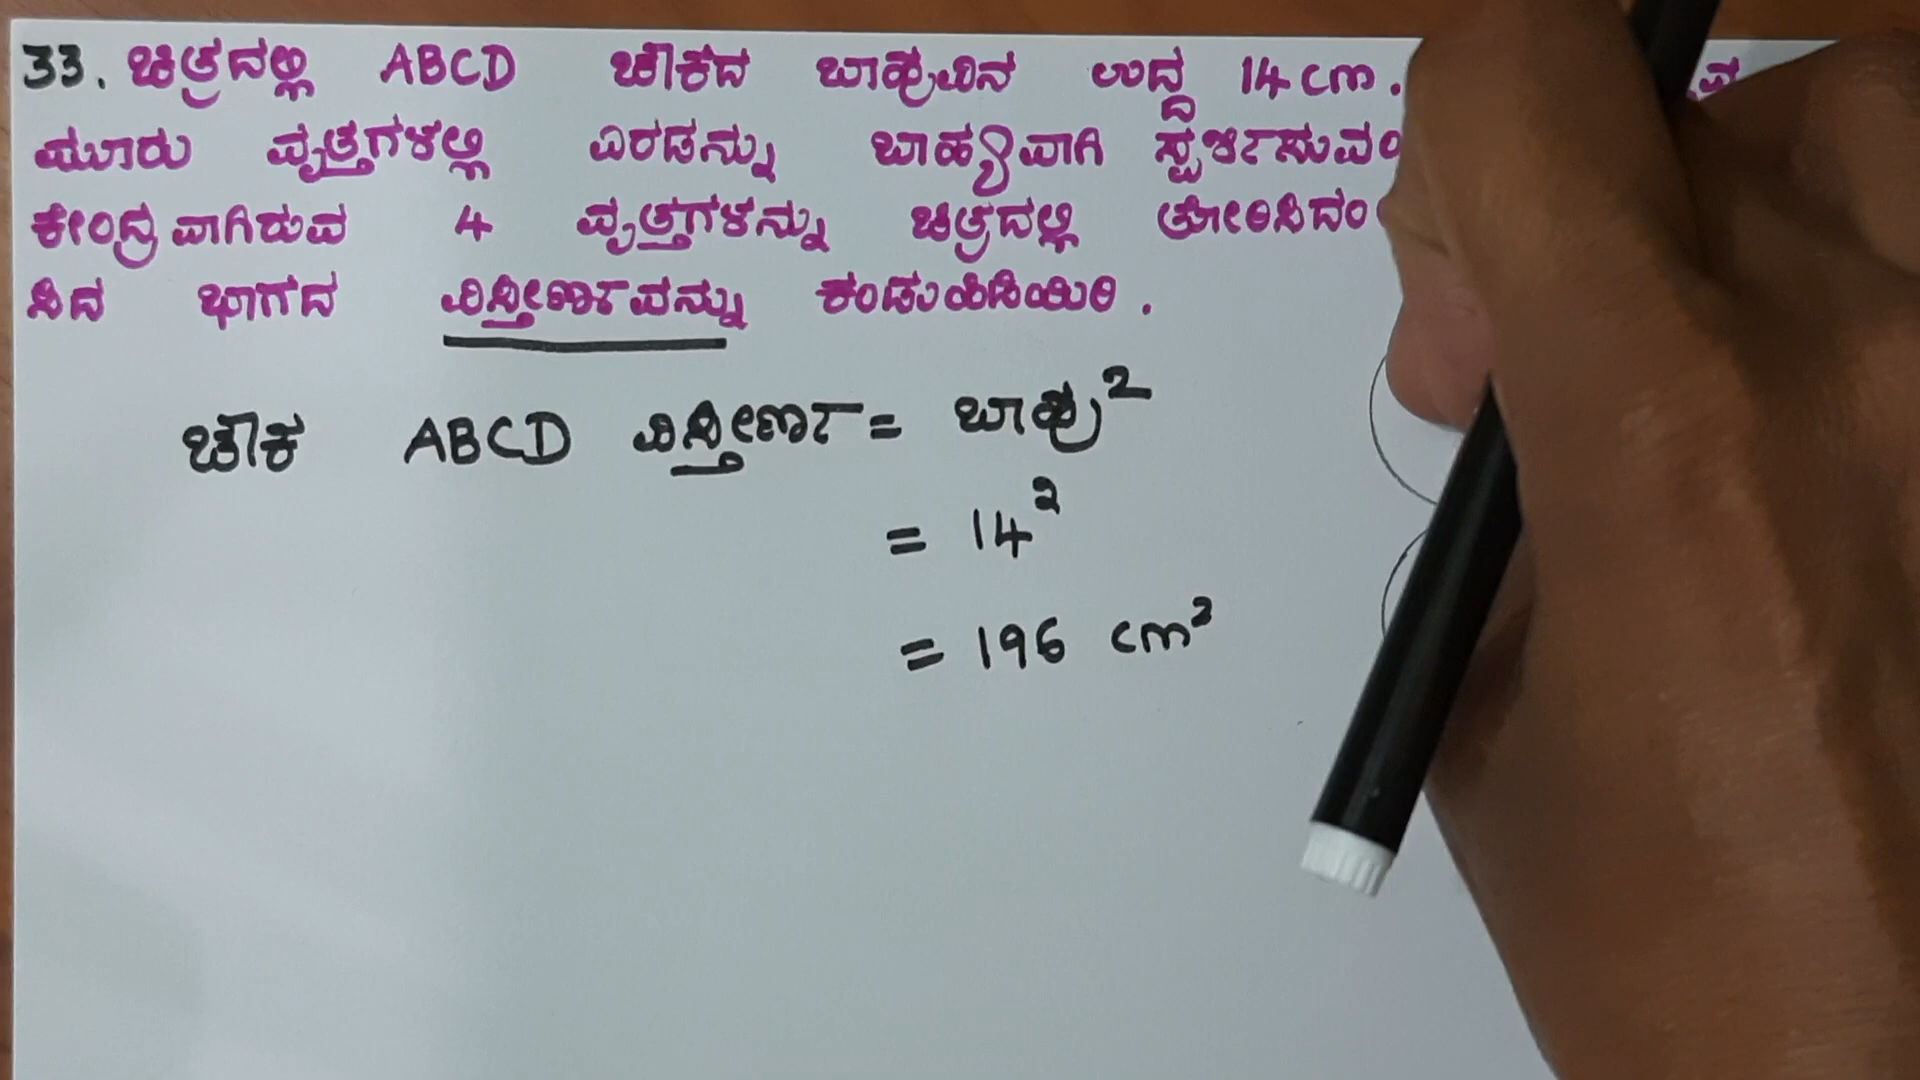 33. ಚಿತ್ರದಲ್ಲಿ ABCD ಚೌಕದ ಬಾಹುವಿನ ಉದ್ದ 14 cm.
ಮೂರು ವೃತ್ತಗಳಲ್ಲಿ ಎರಡನ್ನು ಬಾಹ್ಯವಾಗಿ
ಕೇಂದ್ರವಾಗಿರುವ 4 ವೃತ್ತಗಳನ್ನು ಚಿತ್ರದಲ್ಲಿ
ಸಿದ ಭಾಗದ ವಿಸ್ತೀರ್ಣವನ್ನು ಕಂಡುಹಿಡಿಯಿರಿ.
ಚೌಕ ABCD ವಿಸ್ತೀರ್ಣ = ಬಾಹು²
= 14²
= 196 cm²